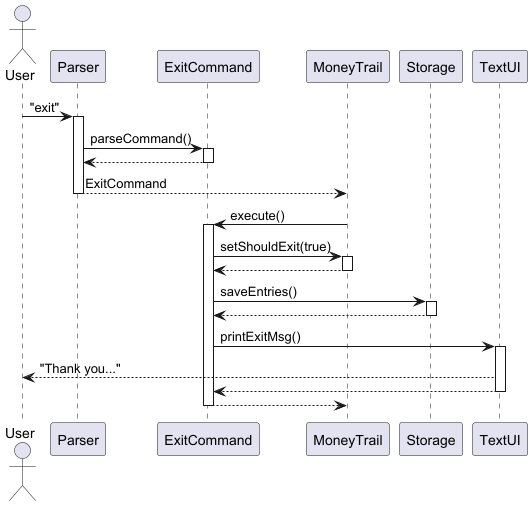 User
Parser
ExitCommand
MoneyTrail
Storage
TextUI
"exit"
parseCommand()
ExitCommand
execute()
setShouldExit(true)
saveEntries()
printExitMsg()
"Thank you..."
User
Parser
ExitCommand
MoneyTrail
Storage
TextUI